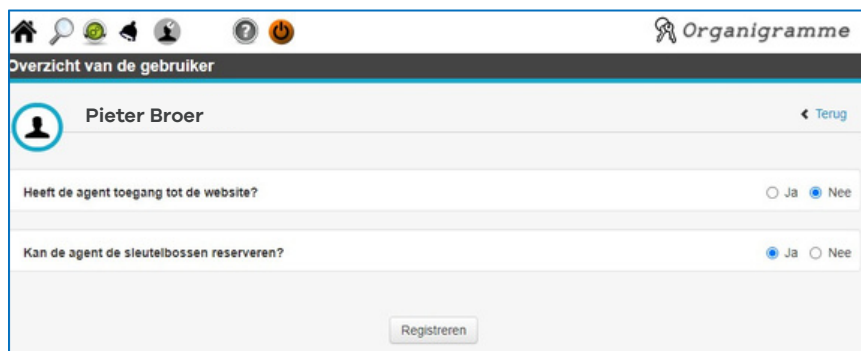 Organigramme
Overzicht van de gebruiker
Pieter Broer
Terug
Heeft de agent toegang tot de website? Ja Nee
Kan de agent de sleutelbossen reserveren? Ja Nee
Registreren